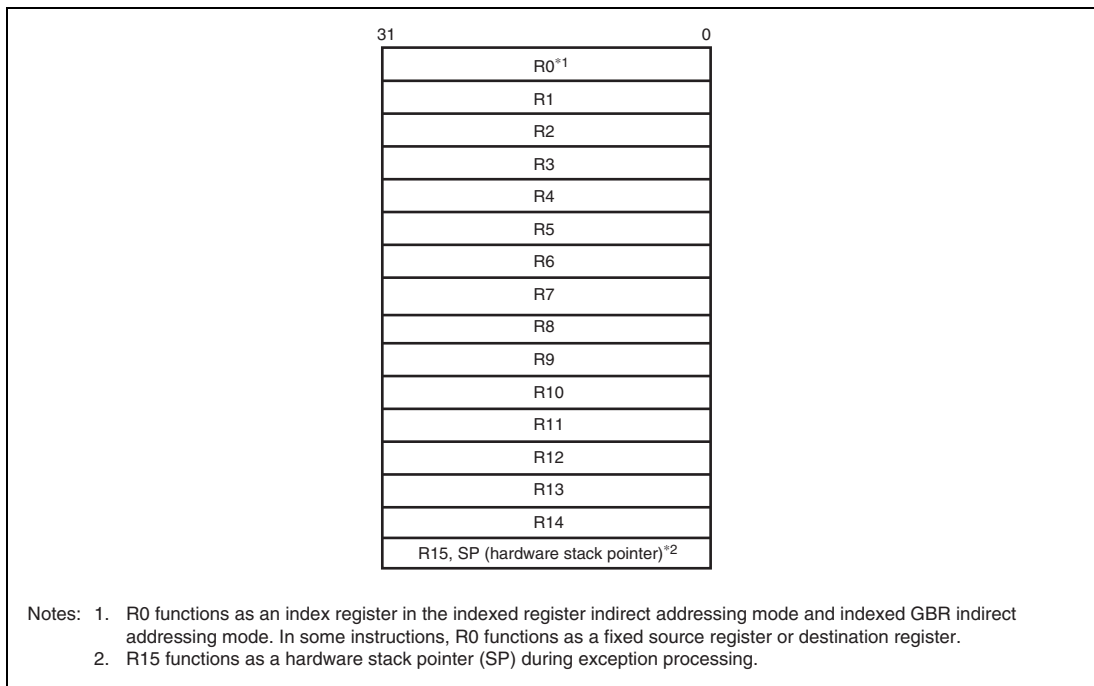 31 0
R0*1
R1
R2
R3
R4
R5
R6
R7
R8
R9
R10
R11
R12
R13
R14
R15, SP (hardware stack pointer)*2
Notes: 1. R0 functions as an index register in the indexed register indirect addressing mode and indexed GBR indirect
addressing mode. In some instructions, R0 functions as a fixed source register or destination register.
2. R15 functions as a hardware stack pointer (SP) during exception processing.